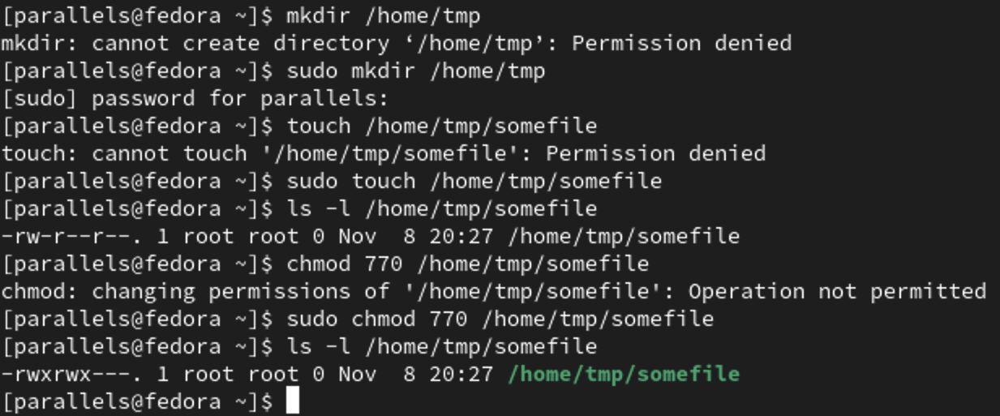 [parallels@fedora ~]$ mkdir /home/tmp
mkdir: cannot create directory ‘/home/tmp’: Permission denied
[parallels@fedora ~]$ sudo mkdir /home/tmp
[sudo] password for parallels:
[parallels@fedora ~]$ touch /home/tmp/somefile
touch: cannot touch '/home/tmp/somefile': Permission denied
[parallels@fedora ~]$ sudo touch /home/tmp/somefile
[parallels@fedora ~]$ ls -l /home/tmp/somefile
-rw-r--r--. 1 root root 0 Nov  8 20:27 /home/tmp/somefile
[parallels@fedora ~]$ chmod 770 /home/tmp/somefile
chmod: changing permissions of '/home/tmp/somefile': Operation not permitted
[parallels@fedora ~]$ sudo chmod 770 /home/tmp/somefile
[parallels@fedora ~]$ ls -l /home/tmp/somefile
-rwxrwx---. 1 root root 0 Nov  8 20:27 /home/tmp/somefile
[parallels@fedora ~]$